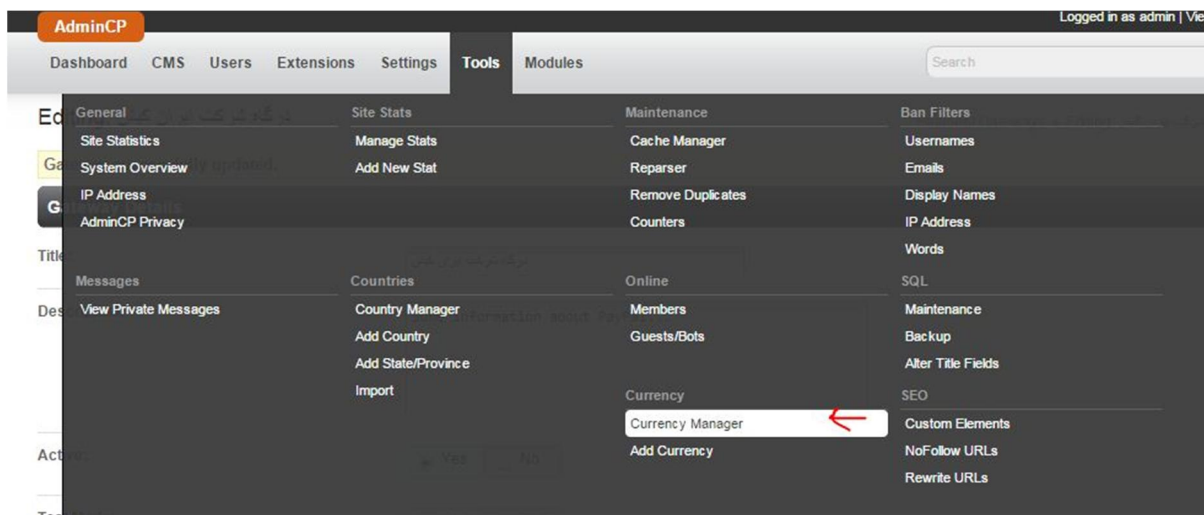 AdminCP
Logged in as admin | Vie
Dashboard CMS Users Extensions Settings Tools Modules
Search
General
Site Statistics
System Overview
IP Address
AdminCP Privacy
Site Stats
Manage Stats
Add New Stat
Maintenance
Cache Manager
Reparser
Remove Duplicates
Counters
Ban Filters
Usernames
Emails
Display Names
IP Address
Words
Messages
View Private Messages
Countries
Country Manager
Add Country
Add State/Province
Import
Online
Members
Guests/Bots
SQL
Maintenance
Backup
Alter Title Fields
Currency
Currency Manager
Add Currency
SEO
Custom Elements
NoFollow URLs
Rewrite URLs
Title
Yes No